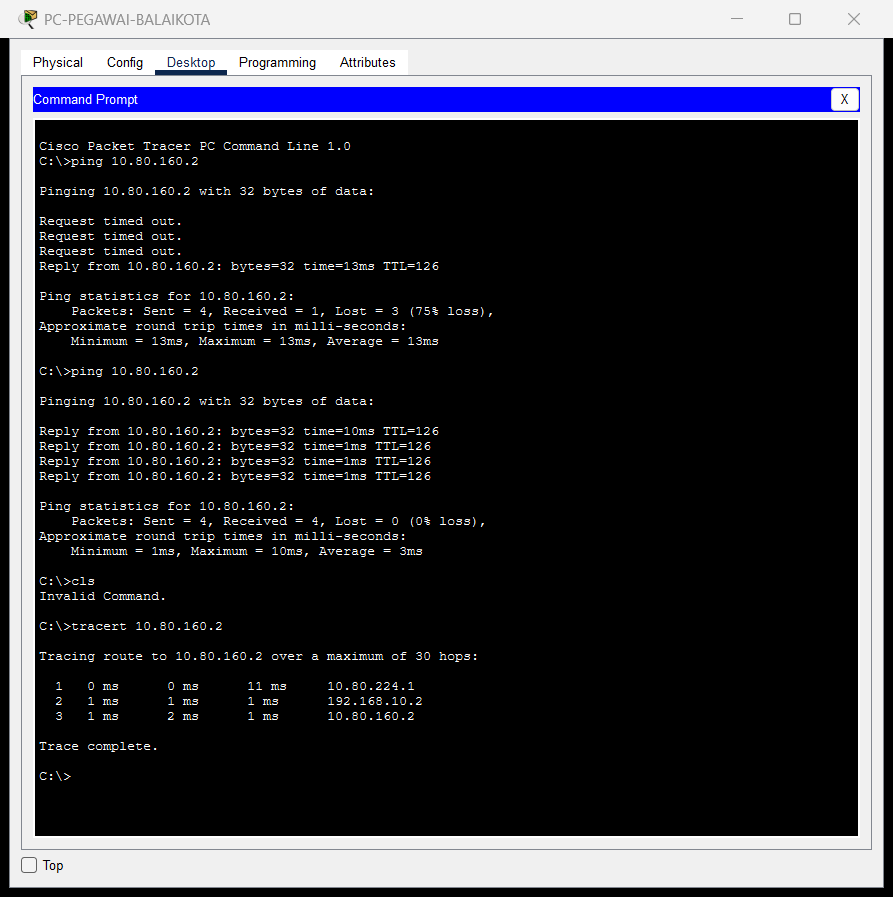 PC-PEGAWAI-BALAIKOTA
Physical Config Desktop Programming Attributes
Command Prompt X
Cisco Packet Tracer PC Command Line 1.0
C:\>ping 10.80.160.2
Pinging 10.80.160.2 with 32 bytes of data:
Request timed out.
Request timed out.
Request timed out.
Reply from 10.80.160.2: bytes=32 time=13ms TTL=126
Ping statistics for 10.80.160.2:
Packets: Sent = 4, Received = 1, Lost = 3 (75% loss),
Approximate round trip times in milli-seconds:
Minimum = 13ms, Maximum = 13ms, Average = 13ms
C:\>ping 10.80.160.2
Pinging 10.80.160.2 with 32 bytes of data:
Reply from 10.80.160.2: bytes=32 time=10ms TTL=126
Reply from 10.80.160.2: bytes=32 time=1ms TTL=126
Reply from 10.80.160.2: bytes=32 time=1ms TTL=126
Reply from 10.80.160.2: bytes=32 time=1ms TTL=126
Ping statistics for 10.80.160.2:
Packets: Sent = 4, Received = 4, Lost = 0 (0% loss),
Approximate round trip times in milli-seconds:
Minimum = 1ms, Maximum = 10ms, Average = 3ms
C:\>cls
Invalid Command.
C:\>tracert 10.80.160.2
Tracing route to 10.80.160.2 over a maximum of 30 hops:
1 0 ms 0 ms 11 ms 10.80.224.1
2 1 ms 1 ms 1 ms 192.168.10.2
3 1 ms 2 ms 1 ms 10.80.160.2
Trace complete.
C:\>
Top